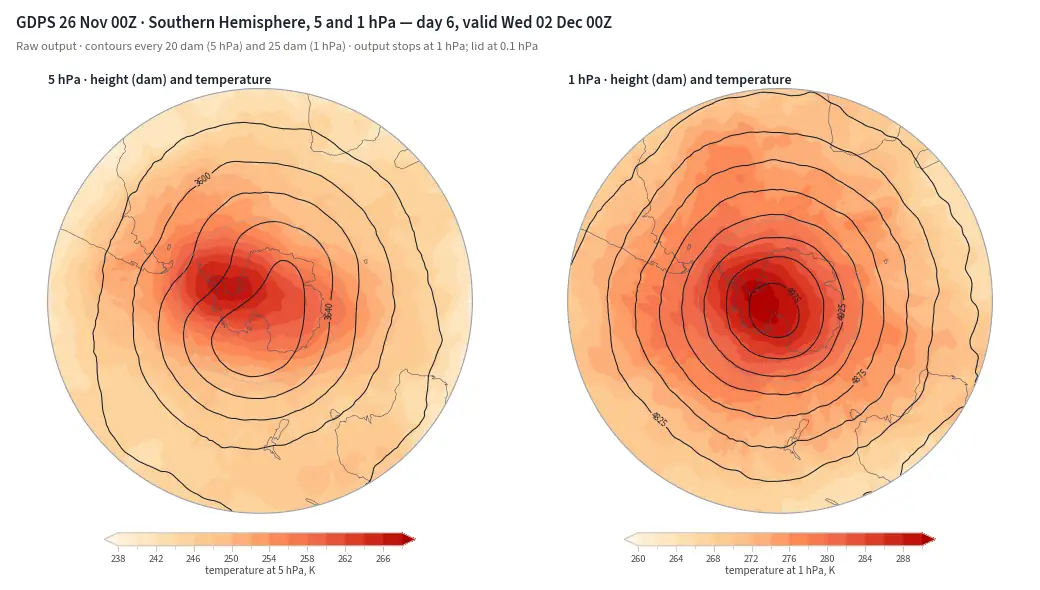 GDPS 26 Nov 00Z · Southern Hemisphere, 5 and 1 hPa — day 6, valid Wed 02 Dec 00Z
Raw output · contours every 20 dam (5 hPa) and 25 dam (1 hPa) · output stops at 1 hPa; lid at 0.1 hPa
5 hPa · height (dam) and temperature
1 hPa · height (dam) and temperature
3600
3640
4975
4925
4875
4825
238 242 246 250 254 258 262 266
temperature at 5 hPa, K
260 264 268 272 276 280 284 288
temperature at 1 hPa, K